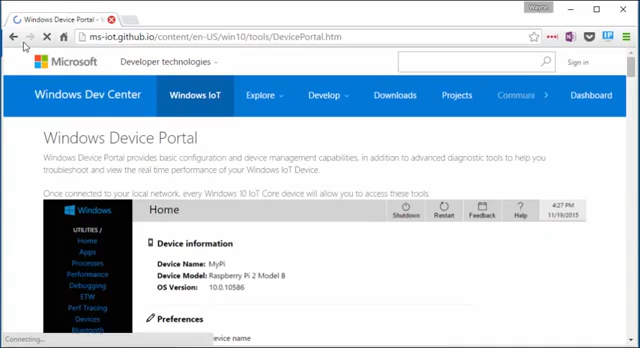 Wayne
Windows Device Portal - W
ms-iot.github.io/content/en-US/win10/tools/DevicePortal.htm
Microsoft
Developer technologies
Sign in
Windows Dev Center
Windows IoT
Explore
Develop
Downloads
Projects
Communi
Dashboard
Windows Device Portal
Windows Device Portal provides basic configuration and device management capabilities, in addition to advanced diagnostic tools to help you
troubleshoot and view the real time performance of your Windows IoT Device.
Once connected to your local network, every Windows 10 IoT Core device will allow you to access these tools.
Windows
Home
Shutdown
Restart
Feedback
Help
4:27 PM
11/19/2015
UTILITIES /
Home
Apps
Processes
Performance
Debugging
ETW
Perf Tracing
Devices
Bluetooth
Device information
Device Name: MyPi
Device Model: Raspberry Pi 2 Model B
OS Version: 10.0.10586
Preferences
device name
Connecting...